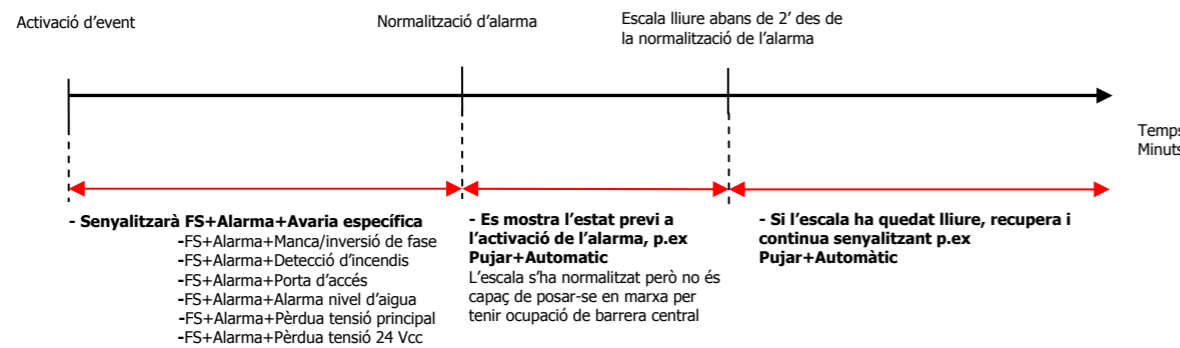 Activació d’event
Normalització d’alarma
Escala lliure abans de 2’ des de
la normalització de l’alarma
Temps
Minuts
- Senyalitzarà FS+Alarma+Avaria específica
-FS+Alarma+Manca/inversió de fase
-FS+Alarma+Detecció d’incendis
-FS+Alarma+Porta d’accés
-FS+Alarma+Alarma nivel d’aigua
-FS+Alarma+Pèrdua tensió principal
-FS+Alarma+Pèrdua tensió 24 Vcc
- Es mostra l’estat previ a
l’activació de l’alarma, p.ex
Pujar+Automatic
L’escala s’ha normalitzat però no és
capaç de posar-se en marxa per
tenir ocupació de barrera central
- Si l’escala ha quedat lliure, recupera i
continua senyalitzant p.ex
Pujar+Automàtic